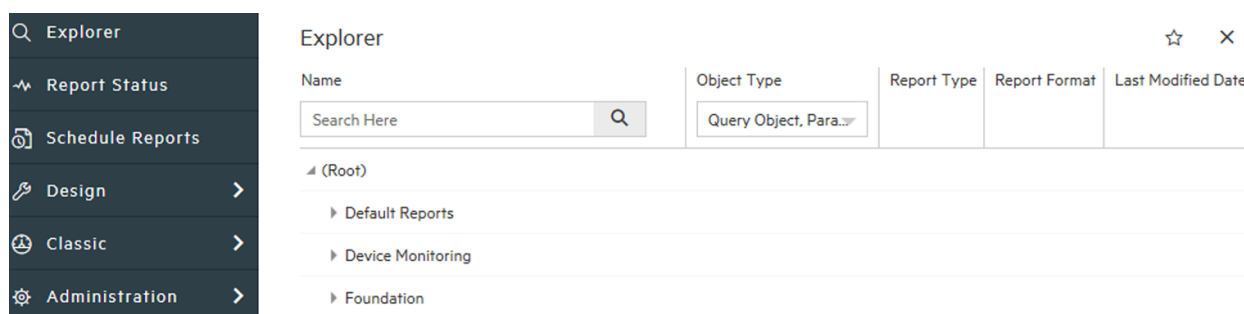 Explorer
Report Status
Schedule Reports
Design
Classic
Administration
Explorer
Name
Object Type
Report Type
Report Format
Last Modified Date
Search Here
Query Object, Para...
(Root)
Default Reports
Device Monitoring
Foundation